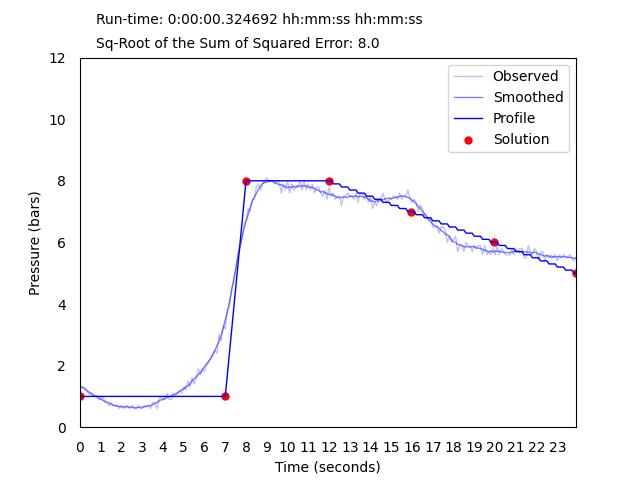 Run-time: 0:00:00.324692 hh:mm:ss hh:mm:ss
Sq-Root of the Sum of Squared Error: 8.0
Observed
Smoothed
Profile
Solution
Pressure (bars)
12
10
8
6
4
2
0
0 1 2 3 4 5 6 7 8 9 10 11 12 13 14 15 16 17 18 19 20 21 22 23
Time (seconds)